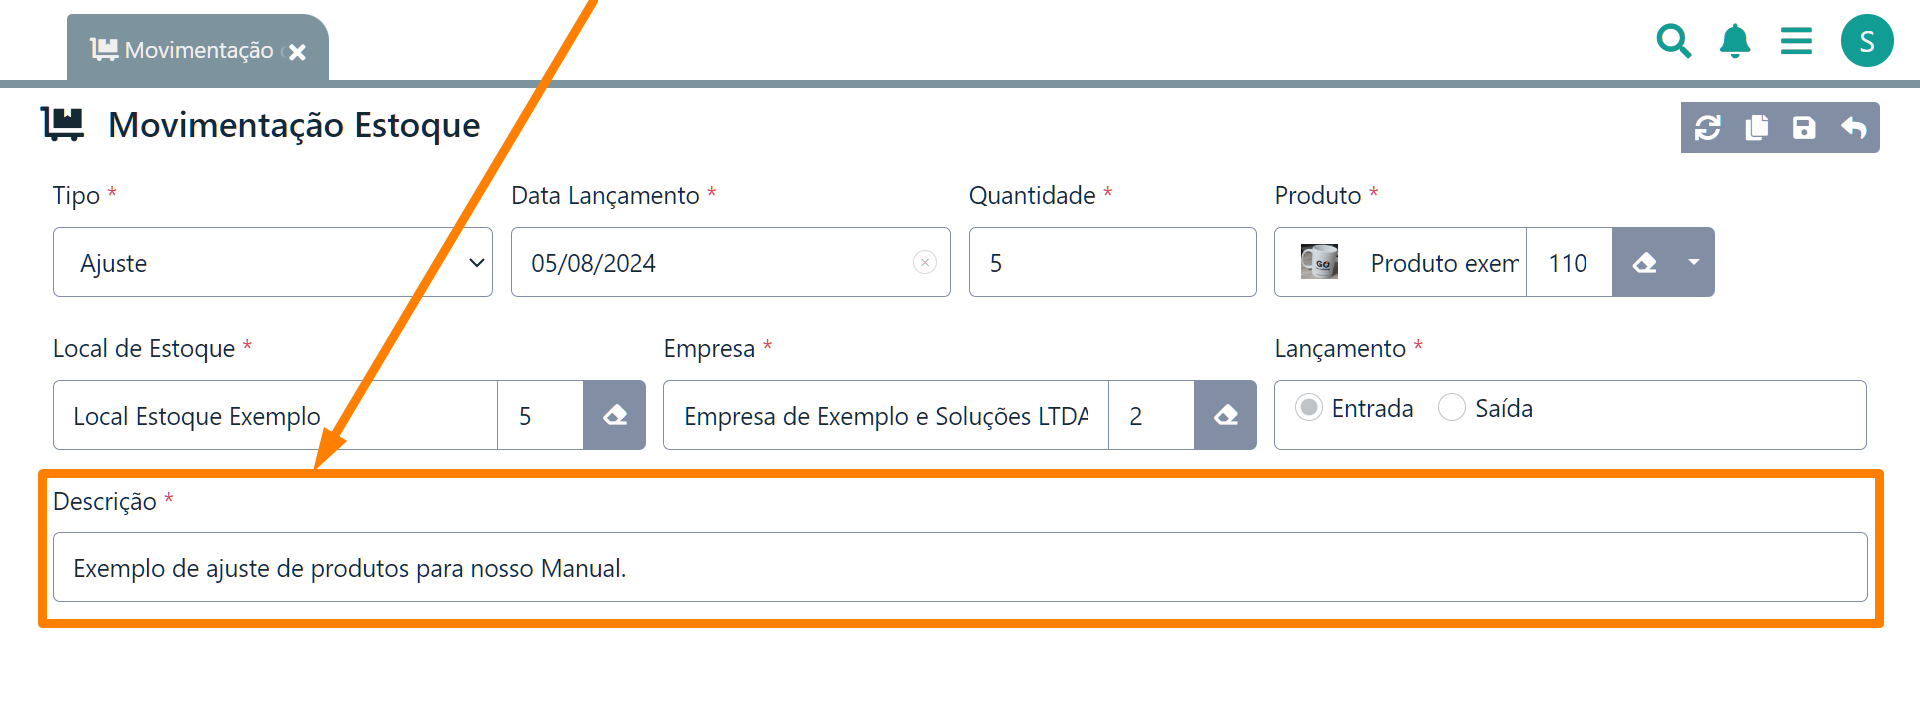 Movimentação
S
Movimentação Estoque
Tipo *
Data Lançamento *
Quantidade *
Produto *
Ajuste
05/08/2024
5
GO
Produto exem
110
Local de Estoque *
Empresa *
Lançamento *
Local Estoque Exemplo
5
Empresa de Exemplo e Soluções LTDA
2
Entrada
Saída
Descrição *
Exemplo de ajuste de produtos para nosso Manual.